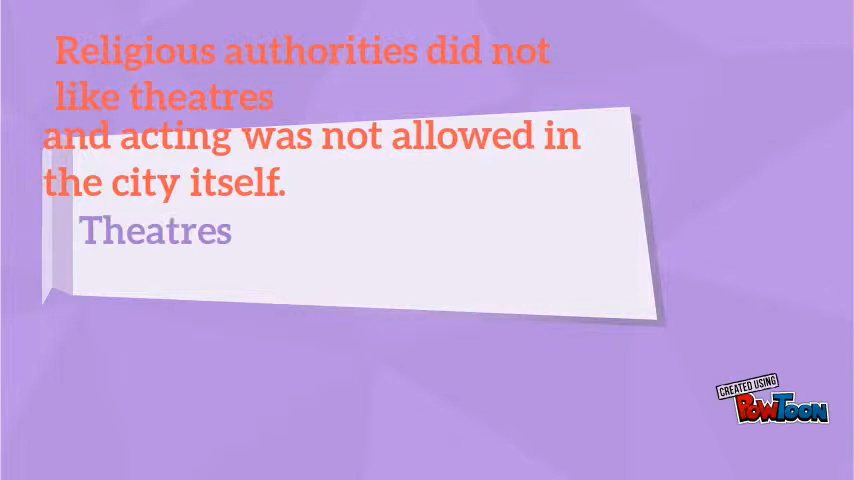 Religious authorities did not
like theatres
and acting was not allowed in
the city itself.
Theatres
CREATED USING
POWTOON